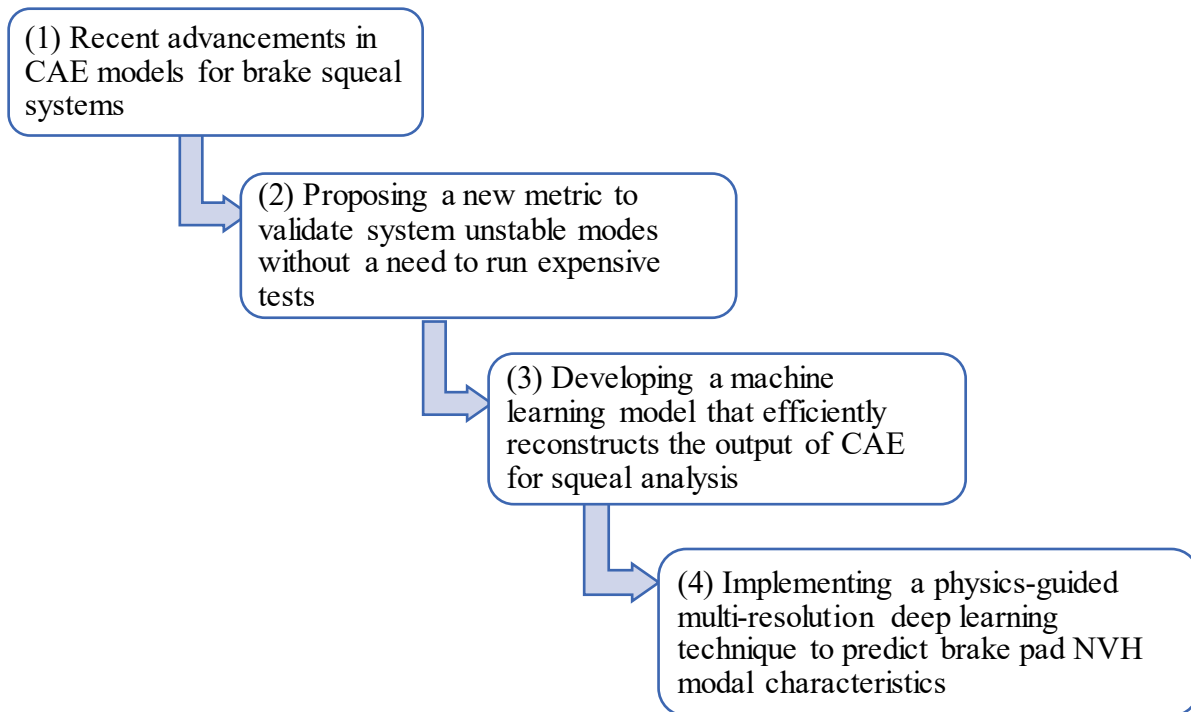 (1) Recent advancements in
CAE models for brake squeal
systems
(2) Proposing a new metric to
validate system unstable modes
without a need to run expensive
tests
(3) Developing a machine
learning model that efficiently
reconstructs the output of CAE
for squeal analysis
(4) Implementing a physics-guided
multi-resolution deep learning
technique to predict brake pad NVH
modal characteristics